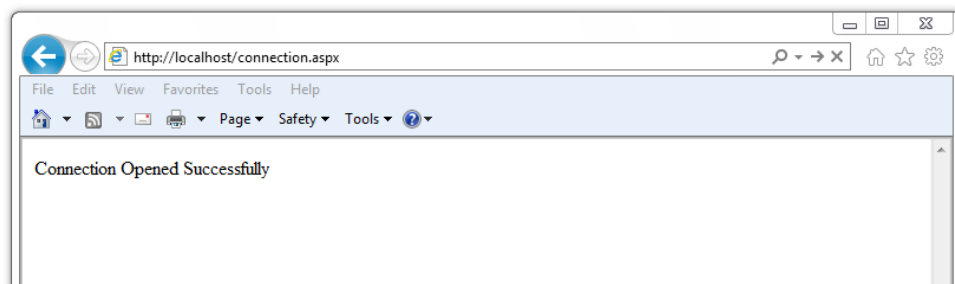 http://localhost/connection.aspx
File Edit View Favorites Tools Help
Page Safety Tools
Connection Opened Successfully